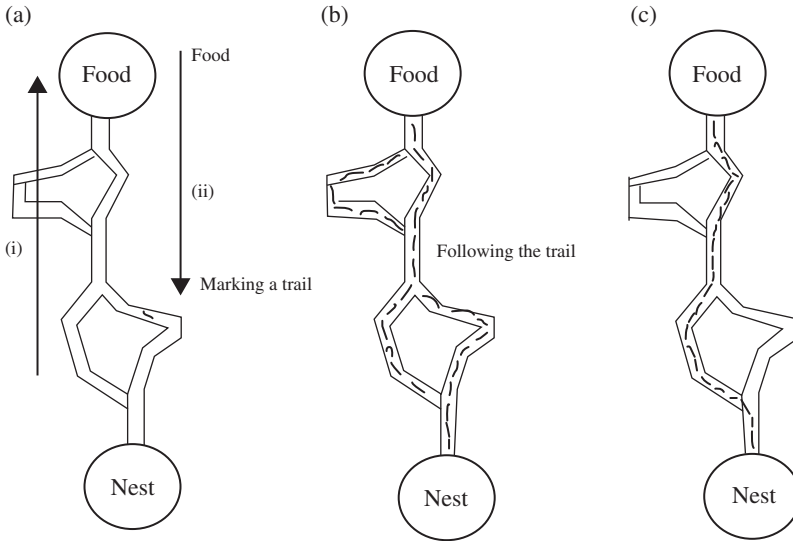 (a)
Food
Food
(ii)
(i)
Marking a trail
Nest
(b)
Food
Following the trail
Nest
(c)
Food
Nest